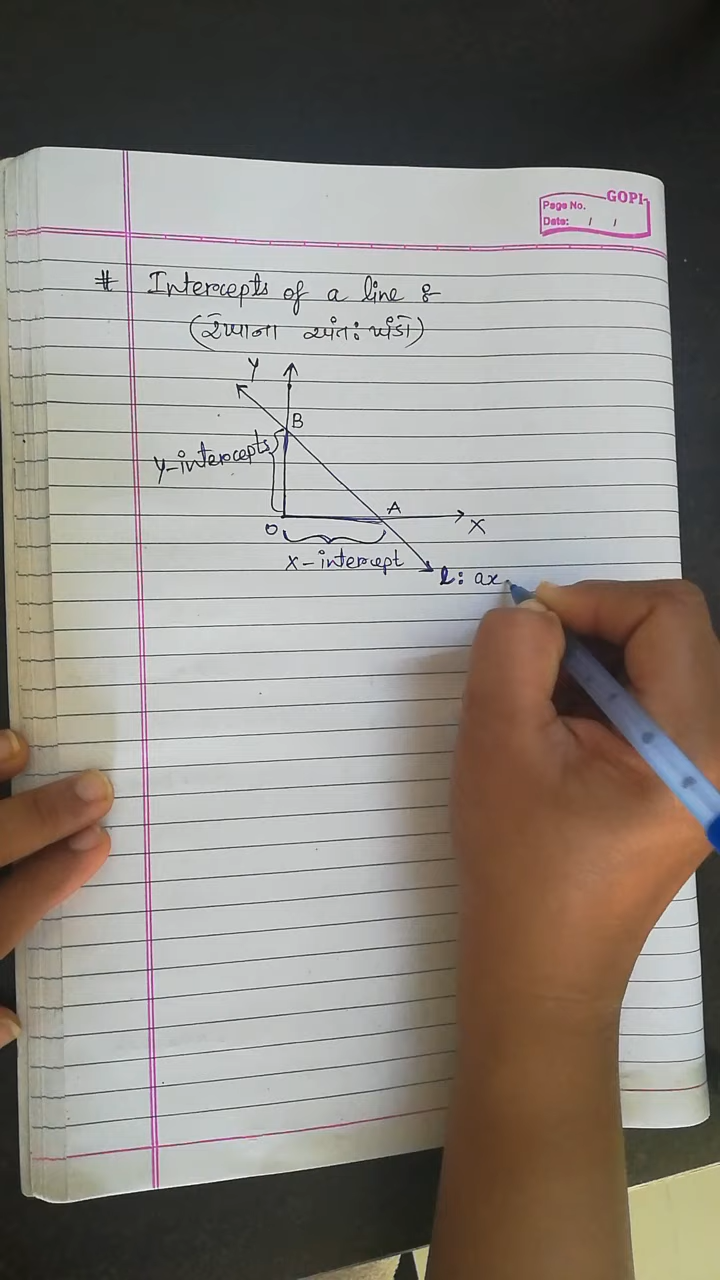 GOPI
Page No.
Date: / /
# Intercepts of a line :-
(રેખાના અંત: ખંડો)
Y
B
Y-intercepts
A
O
X
X-intercept
l: ax